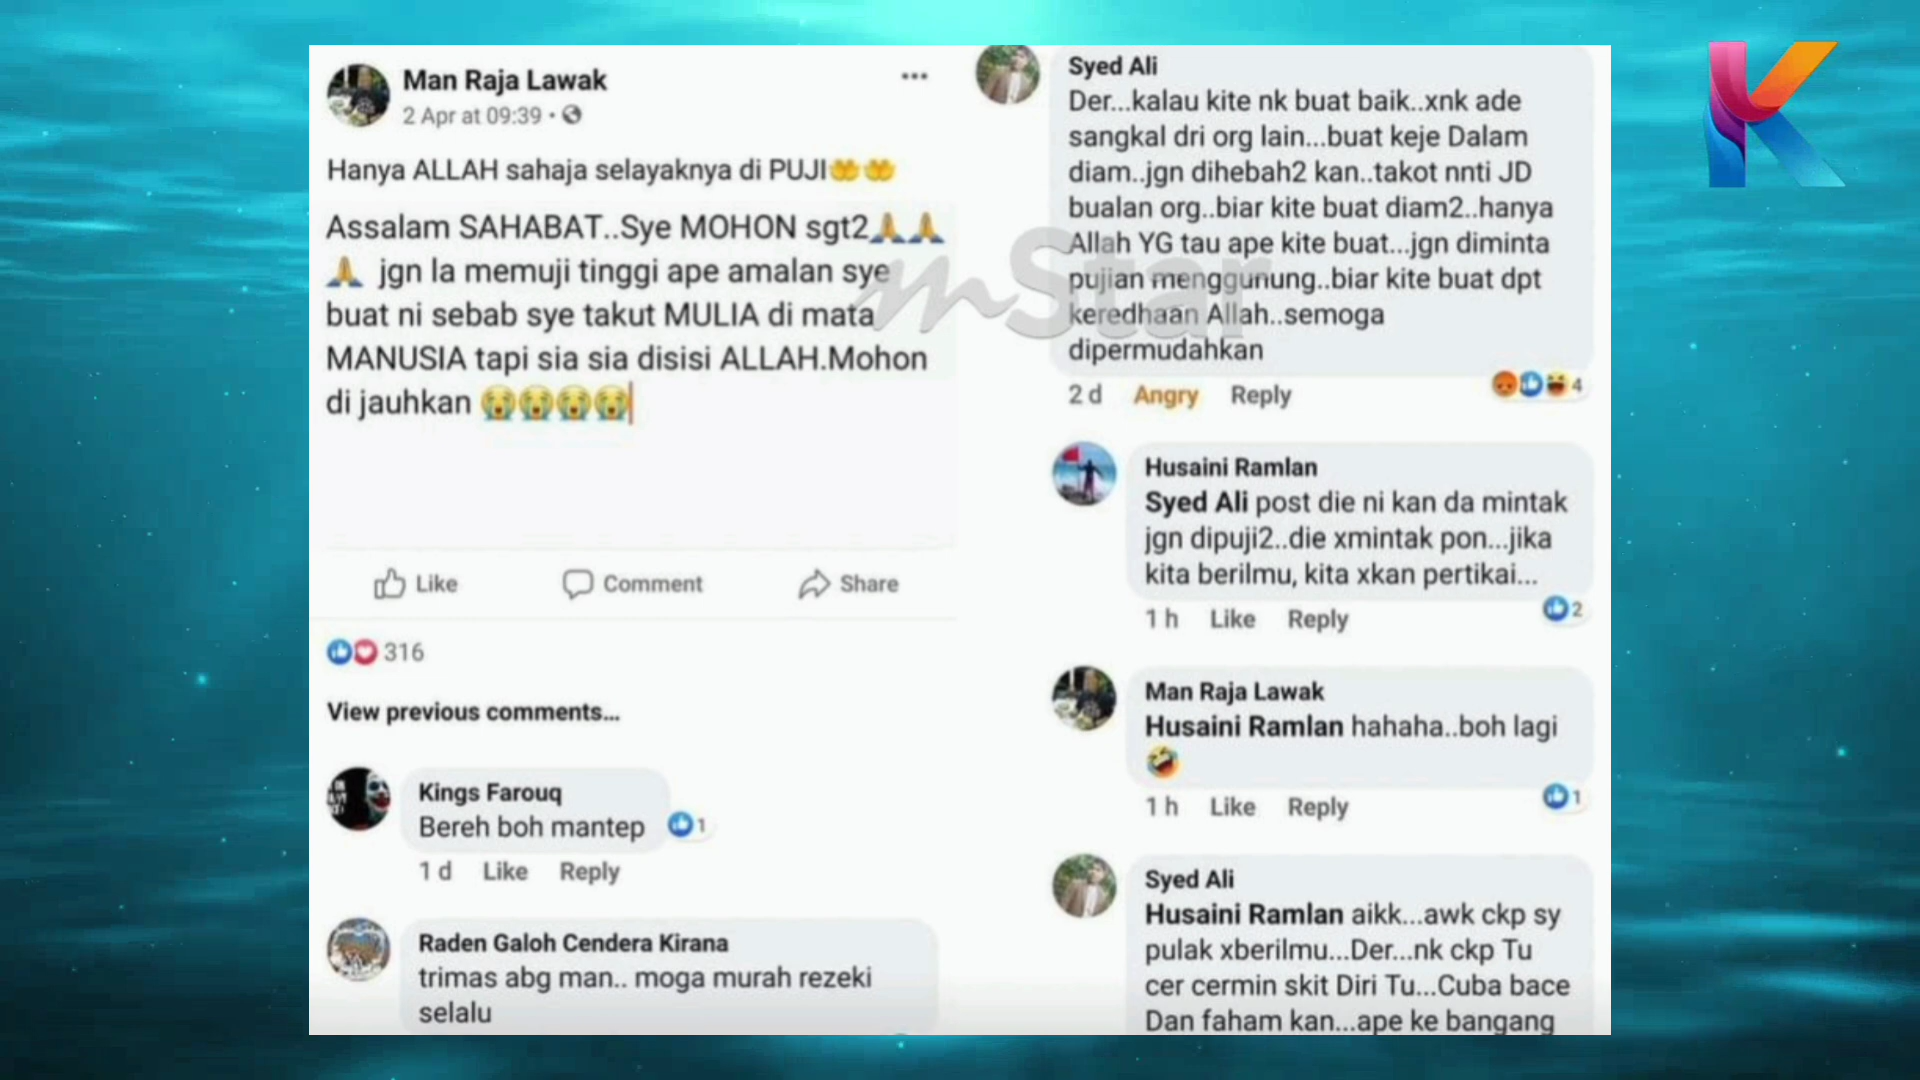 Man Raja Lawak
2 Apr at 09:39
Hanya ALLAH sahaja selayaknya di PUJI🤲🤲
Assalam SAHABAT..Sye MOHON sgt2🙏🙏
🙏 jgn la memuji tinggi ape amalan sye
buat ni sebab sye takut MULIA di mata
MANUSIA tapi sia sia disisi ALLAH.Mohon
di jauhkan 😭😭😭😭
Like Comment Share
316
View previous comments...
Kings Farouq
Bereh boh mantep
1
1 d Like Reply
Raden Galoh Cendera Kirana
trimas abg man.. moga murah rezeki
selalu
Syed Ali
Der...kalau kite nk buat baik..xnk ade
sangkal dri org lain...buat keje Dalam
diam..jgn dihebah2 kan..takot nnti JD
bualan org..biar kite buat diam2..hanya
Allah YG tau ape kite buat...jgn diminta
pujian menggunung..biar kite buat dpt
keredhaan Allah..semoga
dipermudahkan
2 d Angry Reply
4
Husaini Ramlan
Syed Ali post die ni kan da mintak
jgn dipuji2..die xmintak pon...jika
kita berilmu, kita xkan pertikai...
1 h Like Reply
2
Man Raja Lawak
Husaini Ramlan hahaha..boh lagi
🤣
1 h Like Reply
1
Syed Ali
Husaini Ramlan aikk...awk ckp sy
pulak xberilmu...Der...nk ckp Tu
cer cermin skit Diri Tu...Cuba bace
Dan faham kan...ape ke bangang
mStar
K